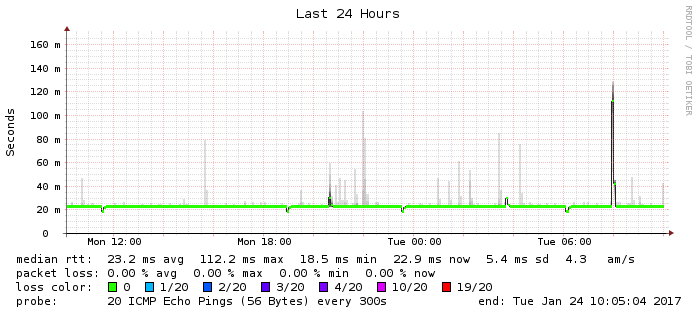 Last 24 Hours
RRDTOOL / TOBI OETIKER
Seconds
160 m
140 m
120 m
100 m
80 m
60 m
40 m
20 m
0
Mon 12:00 Mon 18:00 Tue 00:00 Tue 06:00
median rtt: 23.2 ms avg 112.2 ms max 18.5 ms min 22.9 ms now 5.4 ms sd 4.3 am/s
packet loss: 0.00 % avg 0.00 % max 0.00 % min 0.00 % now
loss color: 0 1/20 2/20 3/20 4/20 10/20 19/20
probe: 20 ICMP Echo Pings (56 Bytes) every 300s end: Tue Jan 24 10:05:04 2017